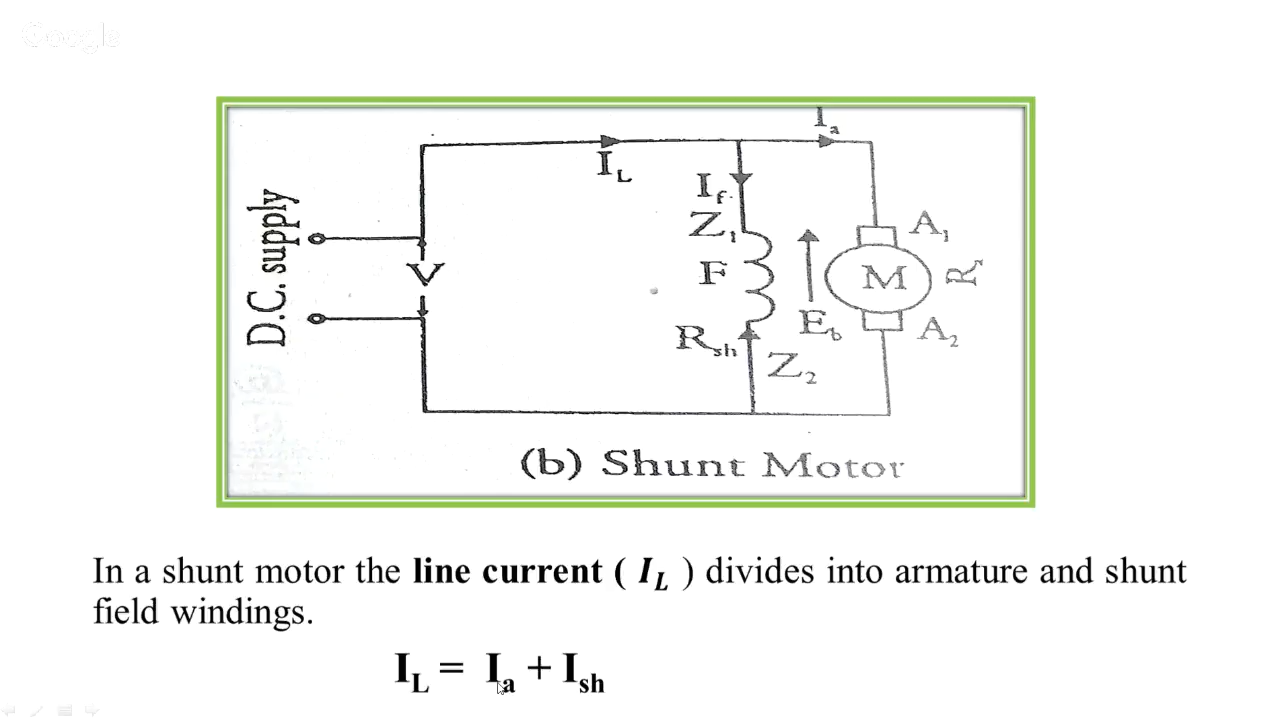 Google
I_a
I_L
I_f
Z_1
A_1
D.C. supply
V
F
M
E_b
R_sh
A_2
Z_2
(b) Shunt Motor
In a shunt motor the line current ( I_L ) divides into armature and shunt
field windings.
I_L = I_a + I_sh